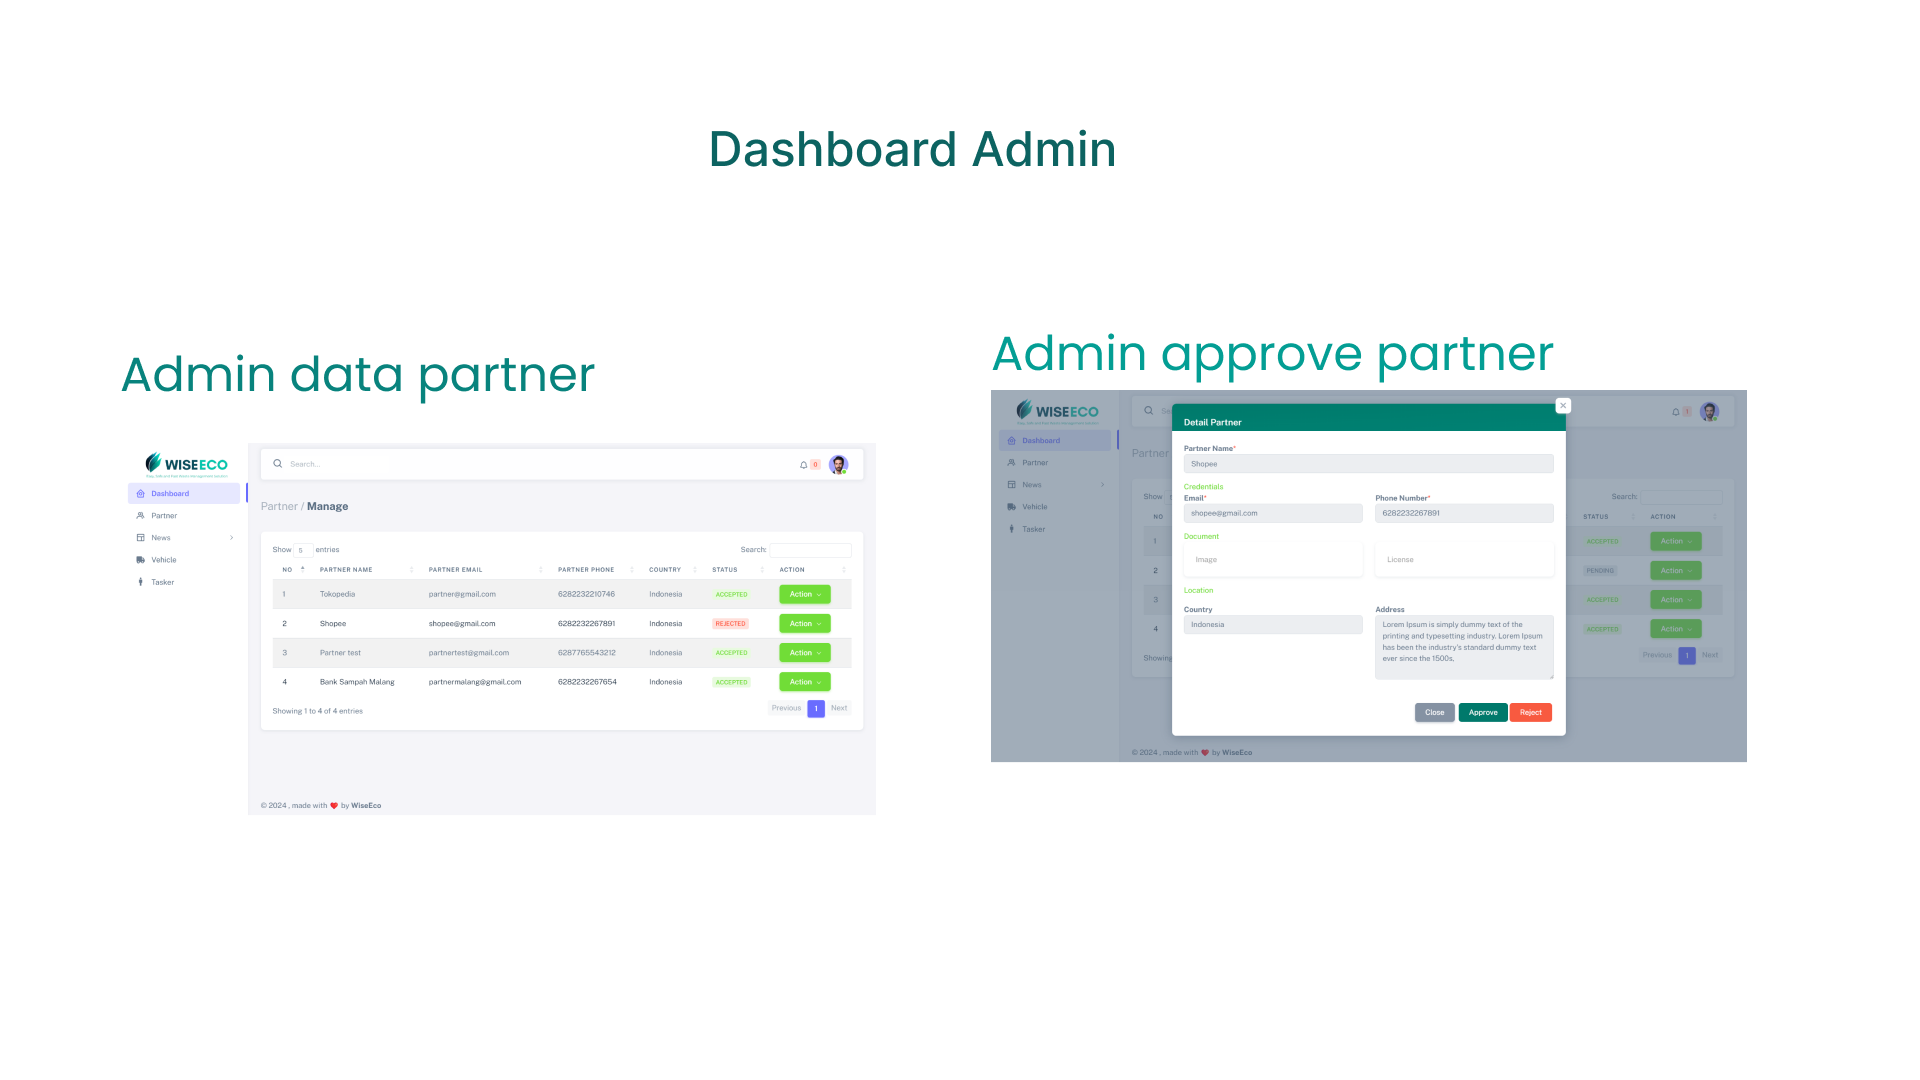 Dashboard Admin
Admin data partner
WISEECO
Dashboard
Partner
News
Vehicle
Tasker
Search...
0
Partner / Manage
Show 5 entries
Search:
NO PARTNER NAME PARTNER EMAIL PARTNER PHONE COUNTRY STATUS ACTION
1 Tokopedia partner@gmail.com 6282232210746 Indonesia ACCEPTED Action
2 Shopee shopee@gmail.com 6282232267891 Indonesia REJECTED Action
3 Partner test partnertest@gmail.com 6287765543212 Indonesia ACCEPTED Action
4 Bank Sampah Malang partnermalang@gmail.com 6282232267654 Indonesia ACCEPTED Action
Showing 1 to 4 of 4 entries
Previous 1 Next
© 2024 , made with by WiseEco
Admin approve partner
WISEECO
Dashboard
Partner
News
Vehicle
Tasker
Se
1
Partner
Show
Search:
NO STATUS ACTION
1 ACCEPTED Action
2 PENDING Action
3 ACCEPTED Action
4 ACCEPTED Action
Showing
Previous 1 Next
Detail Partner
Partner Name*
Shopee
Credentials
Email* Phone Number*
shopee@gmail.com 6282232267891
Document
Image License
Location
Country Address
Indonesia
Lorem Ipsum is simply dummy text of the
printing and typesetting industry. Lorem Ipsum
has been the industry's standard dummy text
ever since the 1500s,
Close Approve Reject
© 2024 , made with by WiseEco